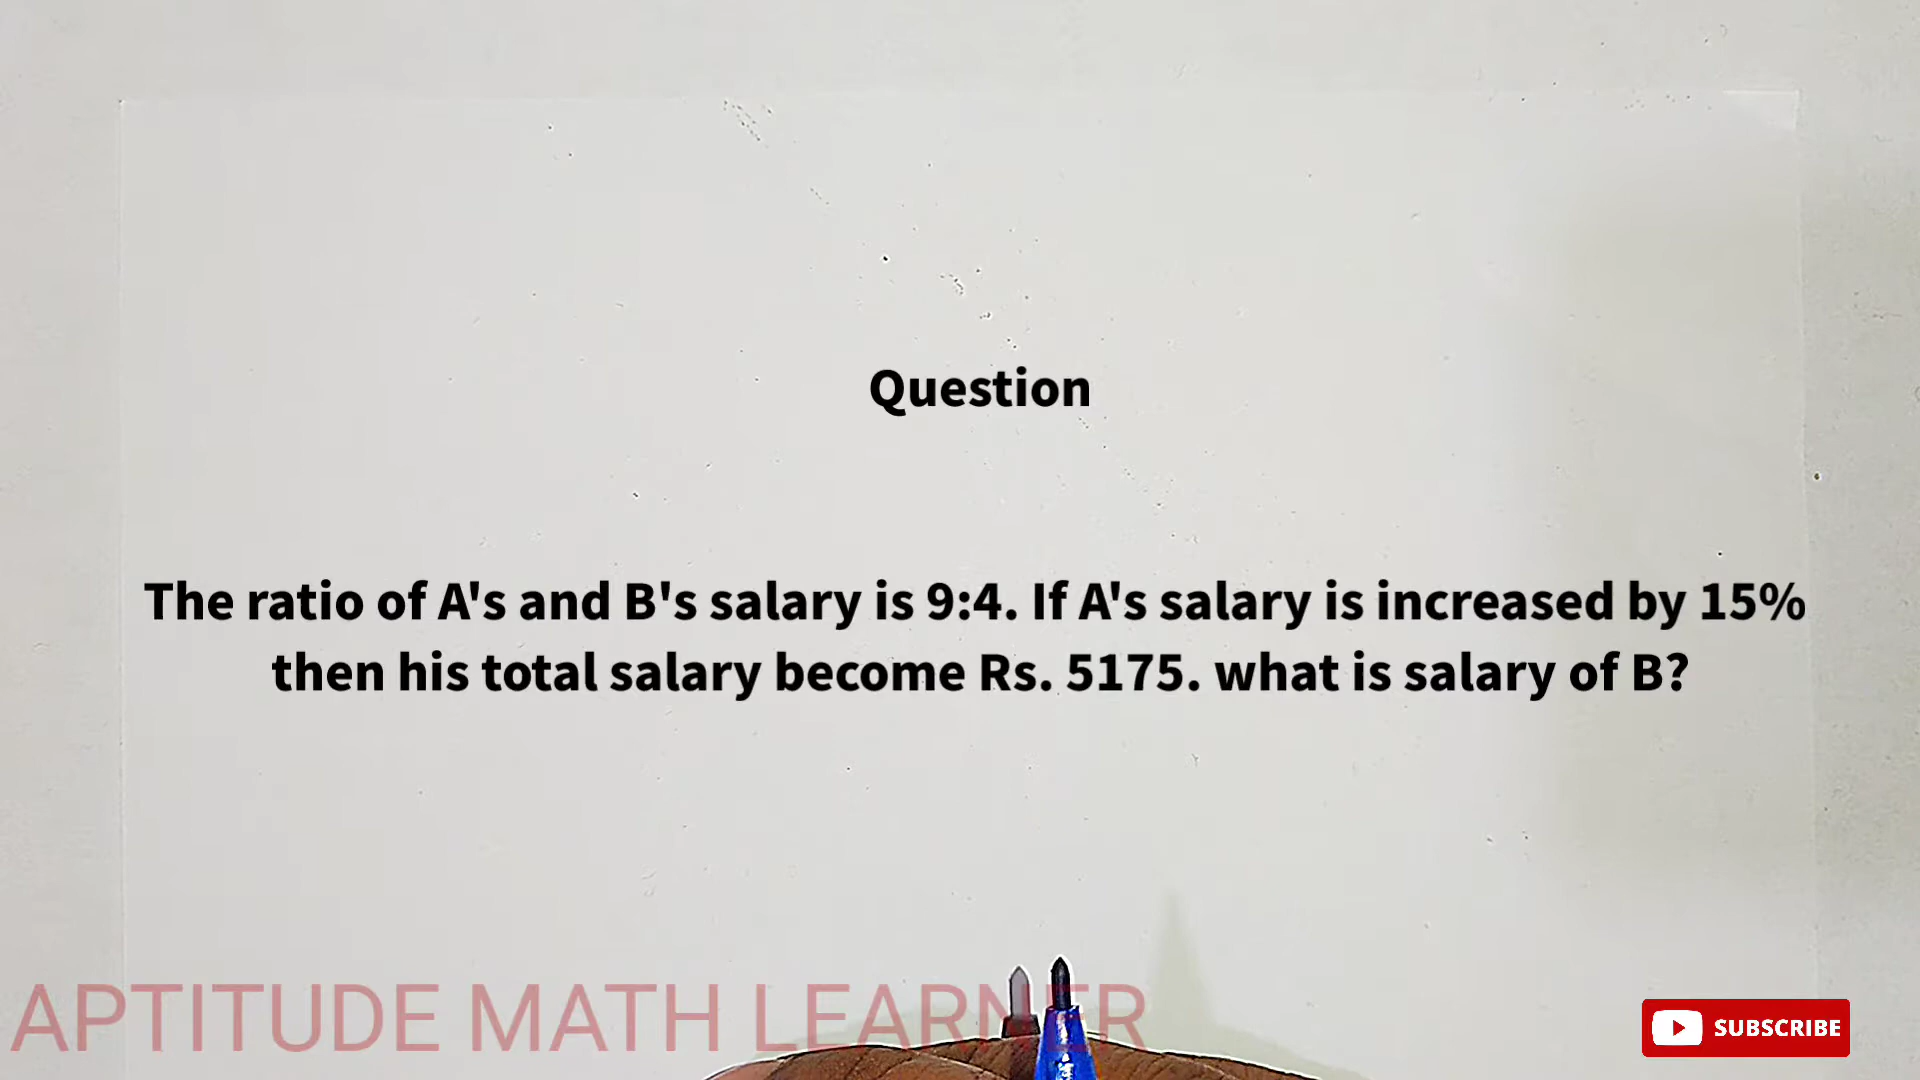 Question
The ratio of A's and B's salary is 9:4. If A's salary is increased by 15%
then his total salary become Rs. 5175. what is salary of B?
APTITUDE MATH LEARNER
SUBSCRIBE